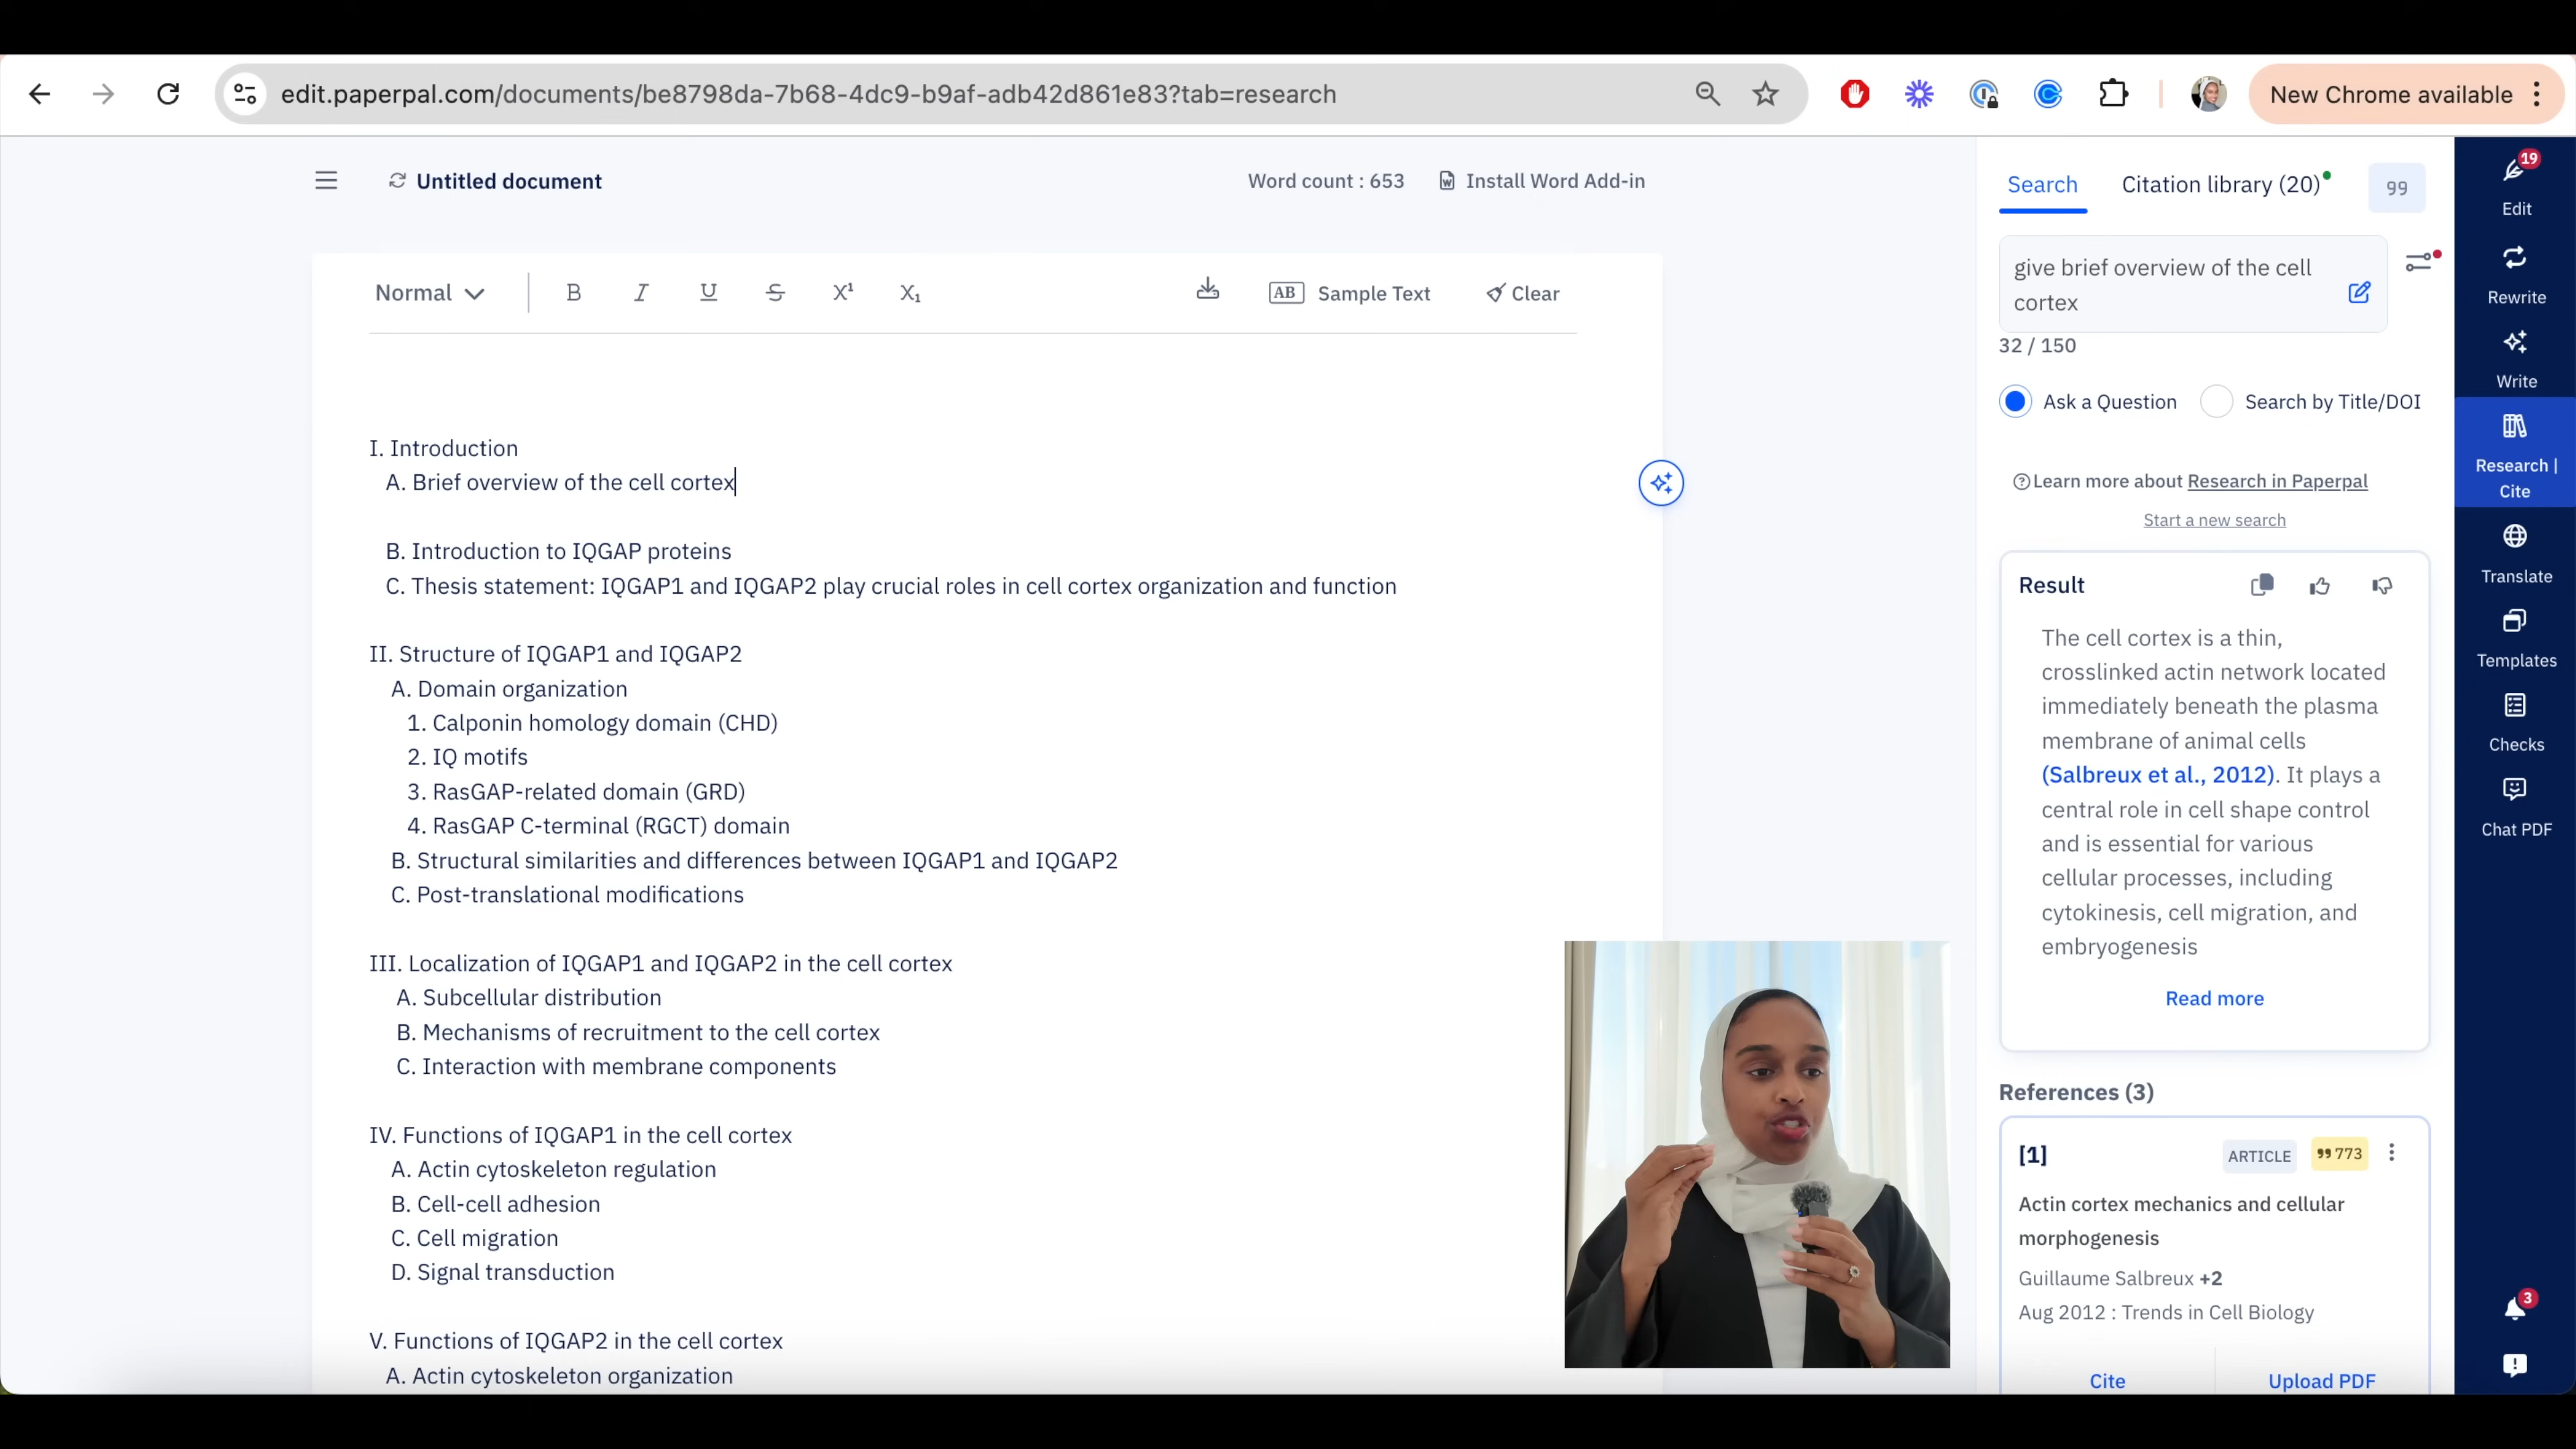 edit.paperpal.com/documents/be8798da-7b68-4dc9-b9af-adb42d861e83?tab=research
New Chrome available
Untitled document
Word count : 653
Install Word Add-in
Normal
B I U S X¹ X₁
AB Sample Text
Clear
I. Introduction
A. Brief overview of the cell cortex
B. Introduction to IQGAP proteins
C. Thesis statement: IQGAP1 and IQGAP2 play crucial roles in cell cortex organization and function
II. Structure of IQGAP1 and IQGAP2
A. Domain organization
1. Calponin homology domain (CHD)
2. IQ motifs
3. RasGAP-related domain (GRD)
4. RasGAP C-terminal (RGCT) domain
B. Structural similarities and differences between IQGAP1 and IQGAP2
C. Post-translational modifications
III. Localization of IQGAP1 and IQGAP2 in the cell cortex
A. Subcellular distribution
B. Mechanisms of recruitment to the cell cortex
C. Interaction with membrane components
IV. Functions of IQGAP1 in the cell cortex
A. Actin cytoskeleton regulation
B. Cell-cell adhesion
C. Cell migration
D. Signal transduction
V. Functions of IQGAP2 in the cell cortex
A. Actin cytoskeleton organization
Search
Citation library (20)
give brief overview of the cell
cortex
32 / 150
Ask a Question
Search by Title/DOI
Learn more about Research in Paperpal
Start a new search
Result
The cell cortex is a thin,
crosslinked actin network located
immediately beneath the plasma
membrane of animal cells
(Salbreux et al., 2012). It plays a
central role in cell shape control
and is essential for various
cellular processes, including
cytokinesis, cell migration, and
embryogenesis
Read more
References (3)
[1]
ARTICLE
773
Actin cortex mechanics and cellular
morphogenesis
Guillaume Salbreux +2
Aug 2012 : Trends in Cell Biology
Cite
Upload PDF
19
Edit
Rewrite
Write
Research |
Cite
Translate
Templates
Checks
Chat PDF
3